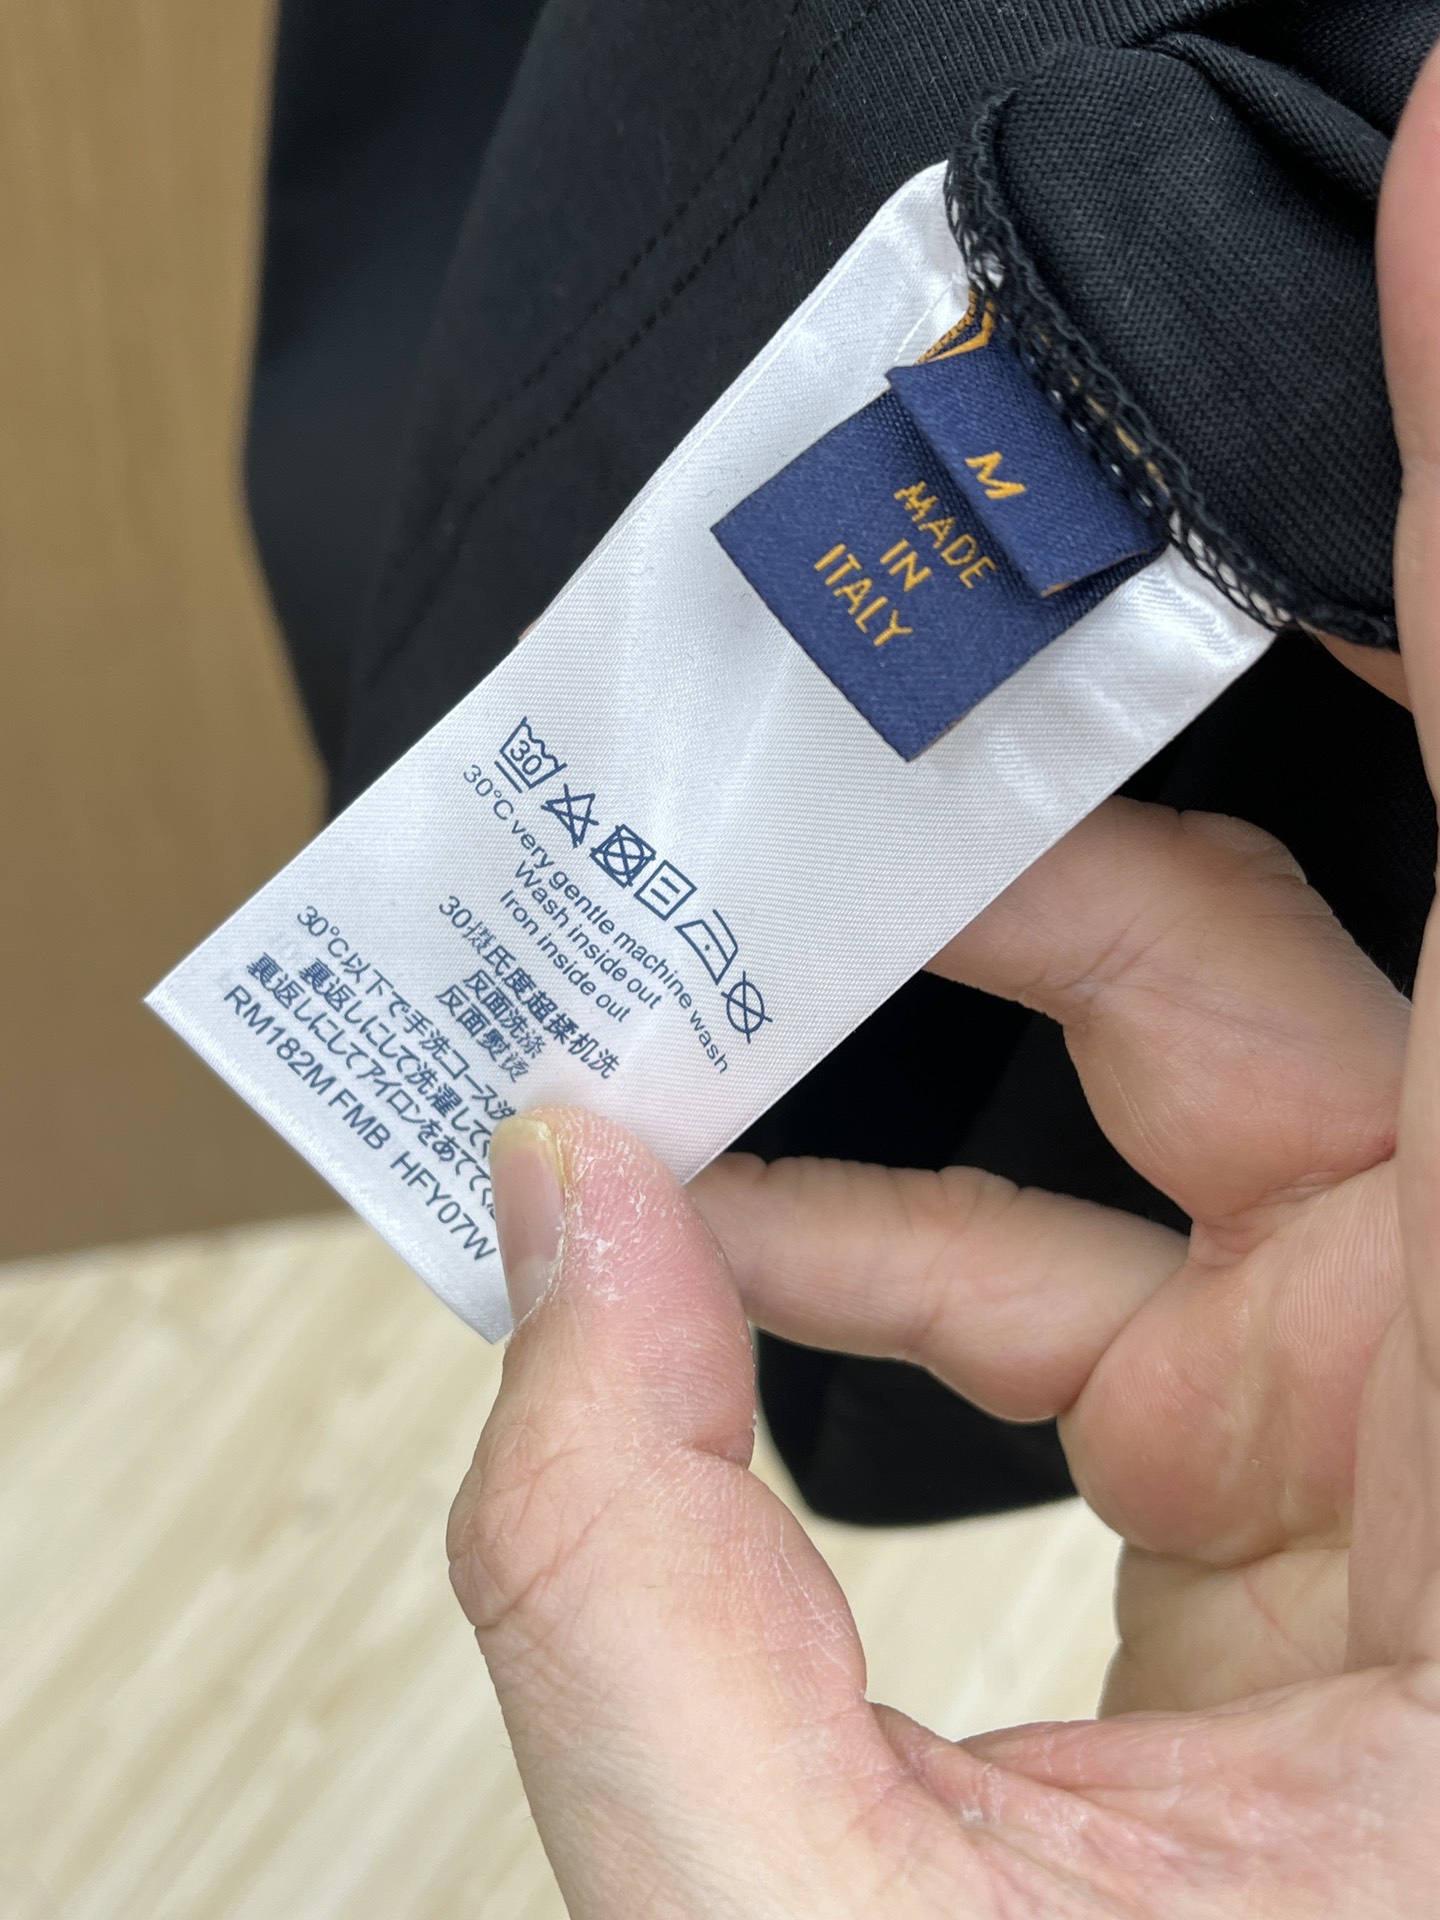 M
MADE
IN
ITALY
30
30°C very gentle machine wash
Wash inside out
Iron inside out
30摄氏度超揉机洗
反面洗涤
反面熨烫
30°C以下で手洗コース洗
裏返しにして洗濯して
裏返しにしてアイロンをあててく
RM182M FMB HFY07W